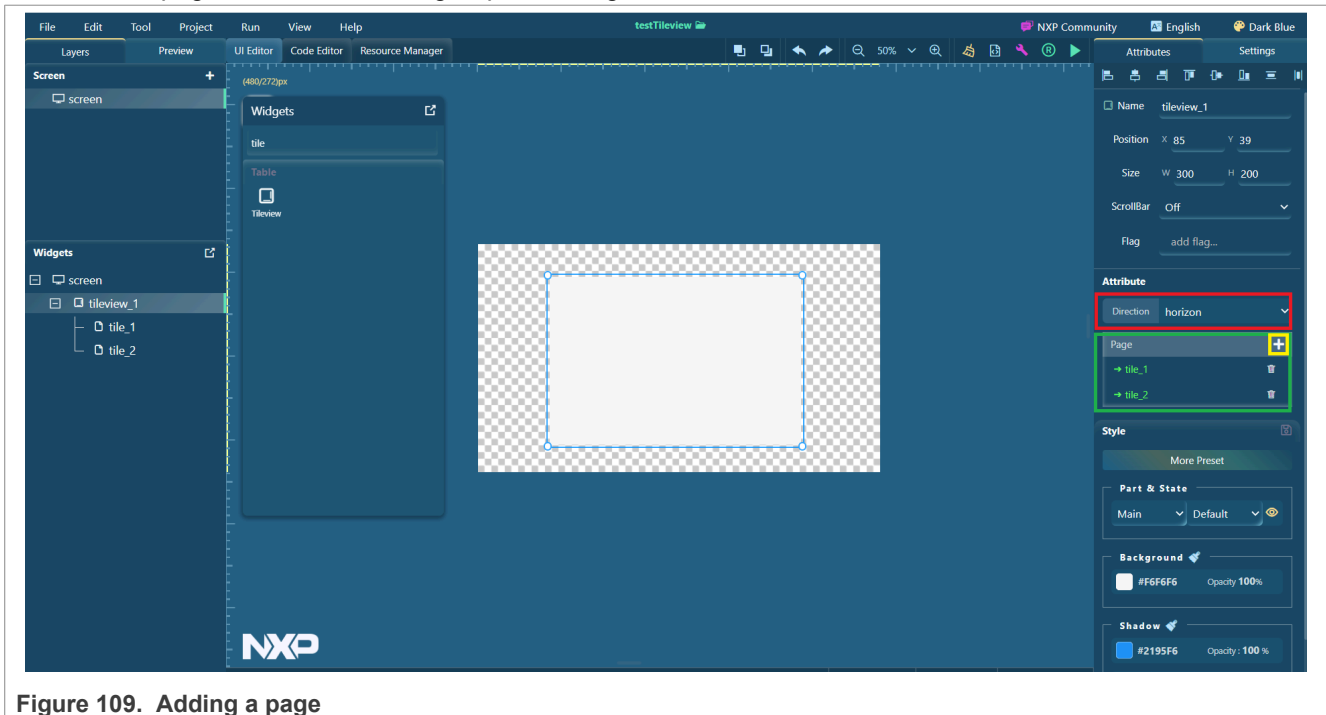 File Edit Tool Project Run View Help testTileview NXP Community English Dark Blue
Layers Preview UI Editor Code Editor Resource Manager 50% Attributes Settings
Screen +
screen
(480/272)px
Widgets
tile
Table
Tileview
Widgets
screen
tileview_1
tile_1
tile_2
NXP
Name tileview_1
Position X 85 Y 39
Size W 300 H 200
ScrollBar Off
Flag add flag...
Attribute
Direction horizon
Page +
tile_1
tile_2
Style
More Preset
Part & State
Main Default
Background
#F6F6F6 Opacity 100%
Shadow
#2195F6 Opacity : 100 %
Figure 109. Adding a page